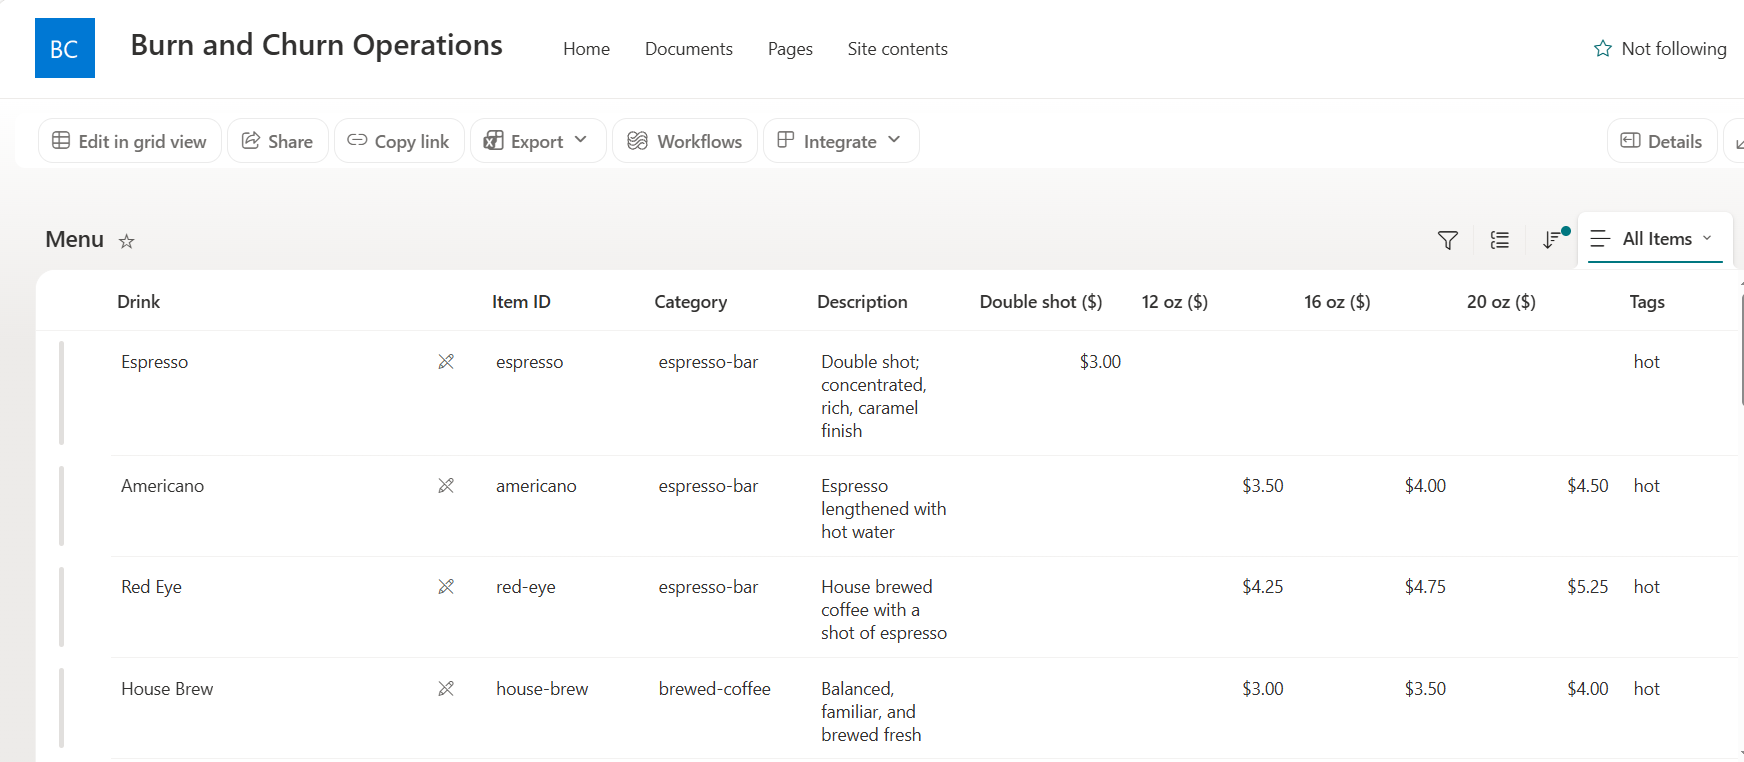 BC
Burn and Churn Operations
Home
Documents
Pages
Site contents
Not following
Edit in grid view
Share
Copy link
Export
Workflows
Integrate
Details
Menu
All Items
Drink
Item ID
Category
Description
Double shot ($)
12 oz ($)
16 oz ($)
20 oz ($)
Tags
Espresso
espresso
espresso-bar
Double shot;
concentrated,
rich, caramel
finish
$3.00
hot
Americano
americano
espresso-bar
Espresso
lengthened with
hot water
$3.50
$4.00
$4.50
hot
Red Eye
red-eye
espresso-bar
House brewed
coffee with a
shot of espresso
$4.25
$4.75
$5.25
hot
House Brew
house-brew
brewed-coffee
Balanced,
familiar, and
brewed fresh
$3.00
$3.50
$4.00
hot